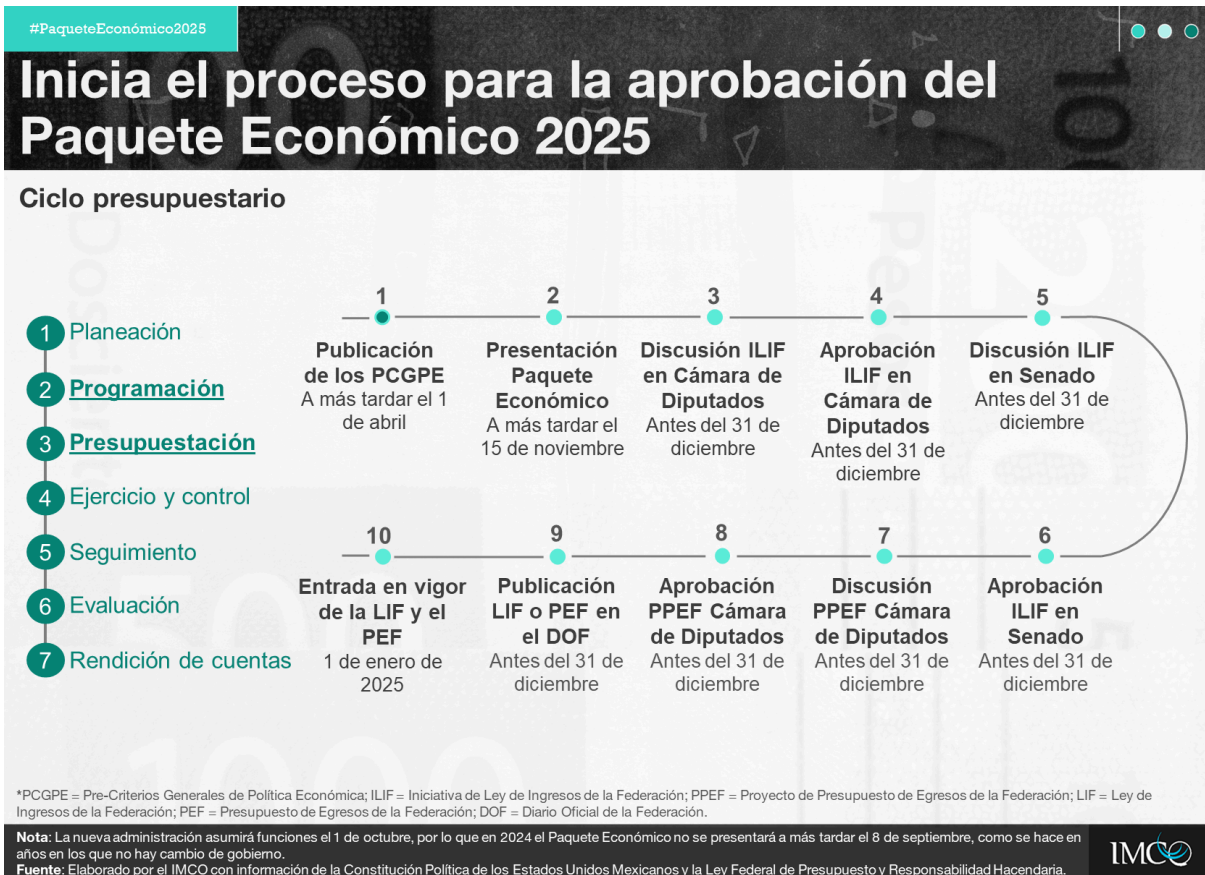 #PaqueteEconómico2025
Inicia el proceso para la aprobación del
Paquete Económico 2025
Ciclo presupuestario
1 Planeación
2 Programación
3 Presupuestación
4 Ejercicio y control
5 Seguimiento
6 Evaluación
7 Rendición de cuentas
1
Publicación
de los PCGPE
A más tardar el 1
de abril
2
Presentación
Paquete
Económico
A más tardar el
15 de noviembre
3
Discusión ILIF
en Cámara de
Diputados
Antes del 31 de
diciembre
4
Aprobación
ILIF en
Cámara de
Diputados
Antes del 31 de
diciembre
5
Discusión ILIF
en Senado
Antes del 31 de
diciembre
6
Aprobación
ILIF en
Senado
Antes del 31 de
diciembre
7
Discusión
PPEF Cámara
de Diputados
Antes del 31 de
diciembre
8
Aprobación
PPEF Cámara
de Diputados
Antes del 31 de
diciembre
9
Publicación
LIF o PEF en
el DOF
Antes del 31 de
diciembre
10
Entrada en vigor
de la LIF y el
PEF
1 de enero de
2025
*PCGPE = Pre-Criterios Generales de Política Económica; ILIF = Iniciativa de Ley de Ingresos de la Federación; PPEF = Proyecto de Presupuesto de Egresos de la Federación; LIF = Ley de
Ingresos de la Federación; PEF = Presupuesto de Egresos de la Federación; DOF = Diario Oficial de la Federación.
Nota: La nueva administración asumirá funciones el 1 de octubre, por lo que en 2024 el Paquete Económico no se presentará a más tardar el 8 de septiembre, como se hace en
años en los que no hay cambio de gobierno.
Fuente: Elaborado por el IMCO con información de la Constitución Política de los Estados Unidos Mexicanos y la Ley Federal de Presupuesto y Responsabilidad Hacendaria.
IMCO